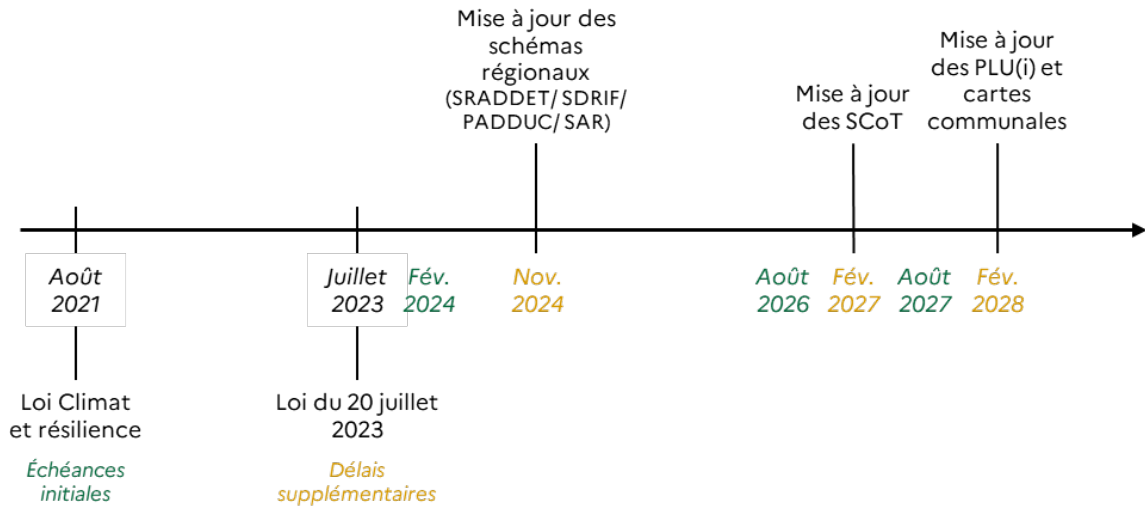 Mise à jour des
schémas
régionaux
(SRADDET/ SDRIF/
PADDUC/ SAR)
Mise à jour
des SCoT
Mise à jour
des PLU(i) et
cartes
communales
Août
2021
Juillet
2023
Fév.
2024
Nov.
2024
Août
2026
Fév.
2027
Août
2027
Fév.
2028
Loi Climat
et résilience
Échéances
initiales
Loi du 20 juillet
2023
Délais
supplémentaires